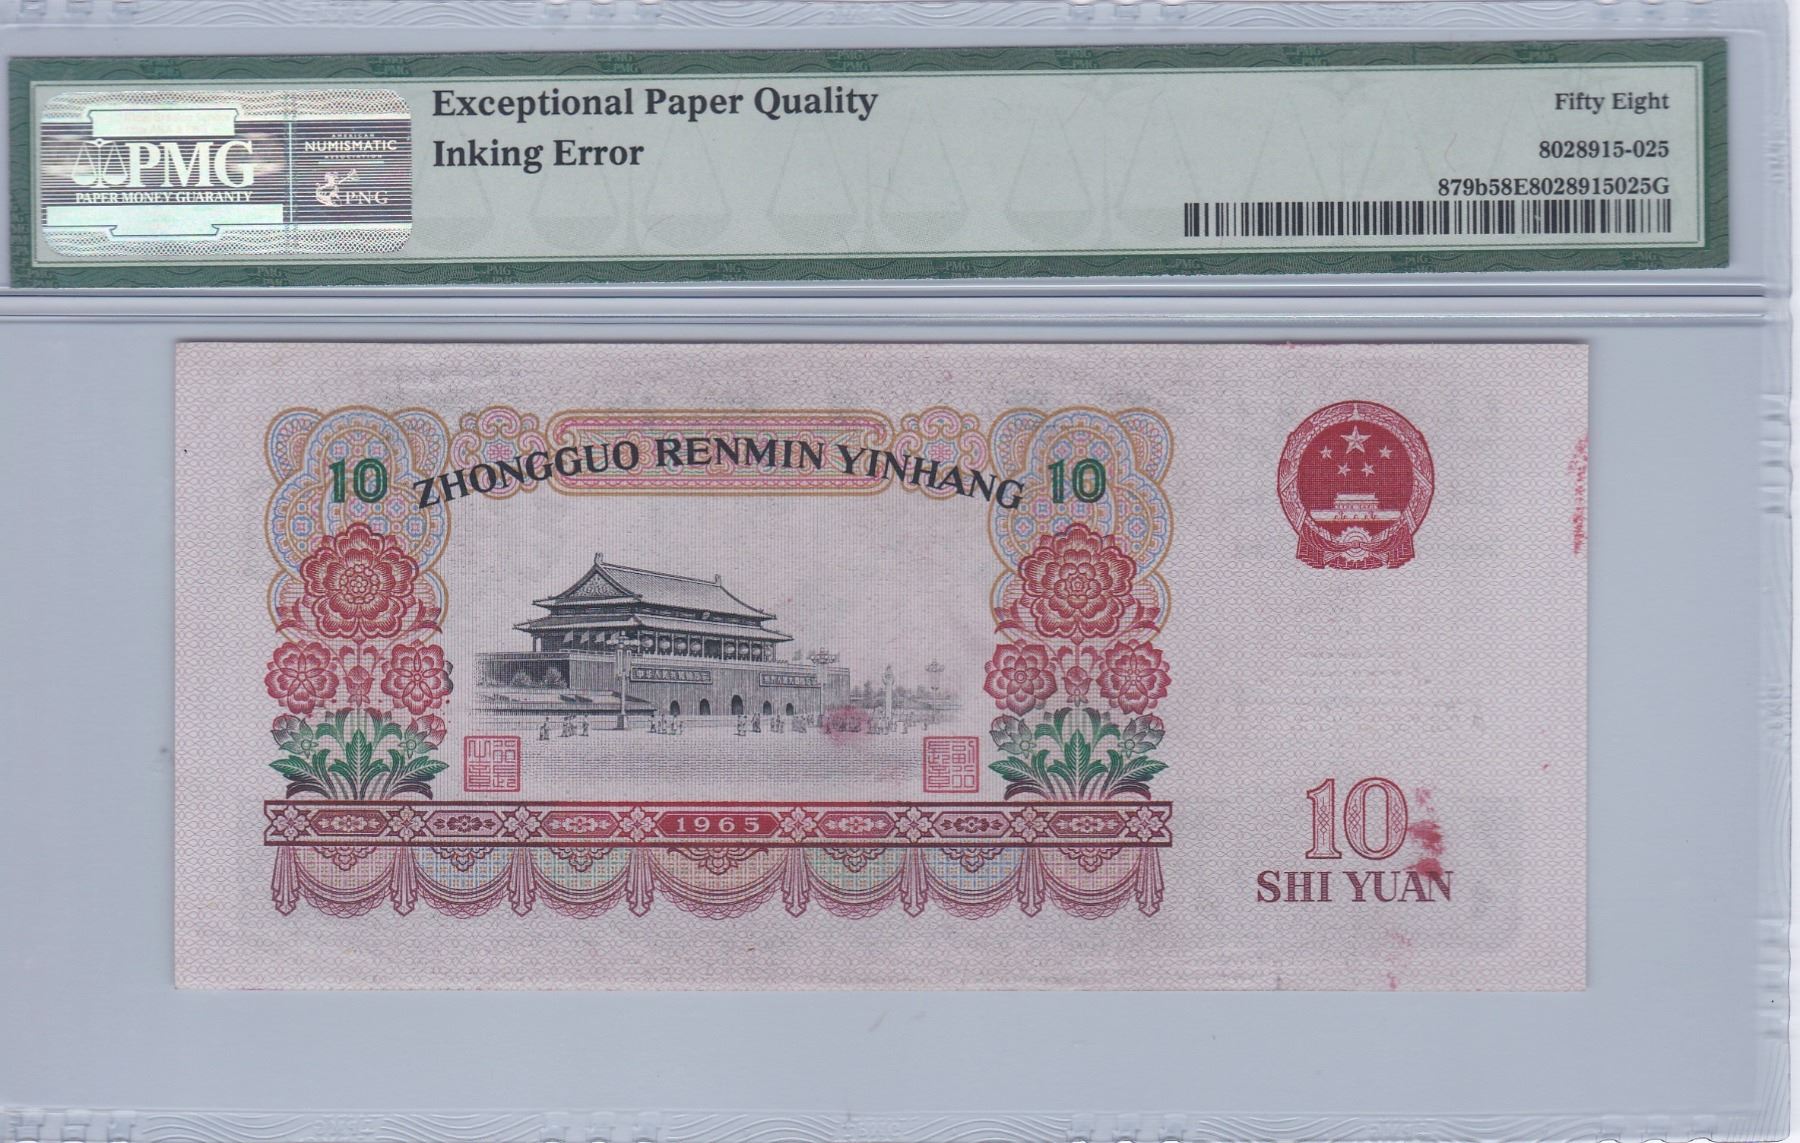 Exceptional Paper Quality
Inking Error
Fifty Eight
8028915-025
879b58E8028915025G
PMG
PAPER MONEY GUARANTY
AMERICAN
NUMISMATIC
ASSOCIATION
PNG
10 ZHONGGUO RENMIN YINHANG 10
1965
10
SHI YUAN